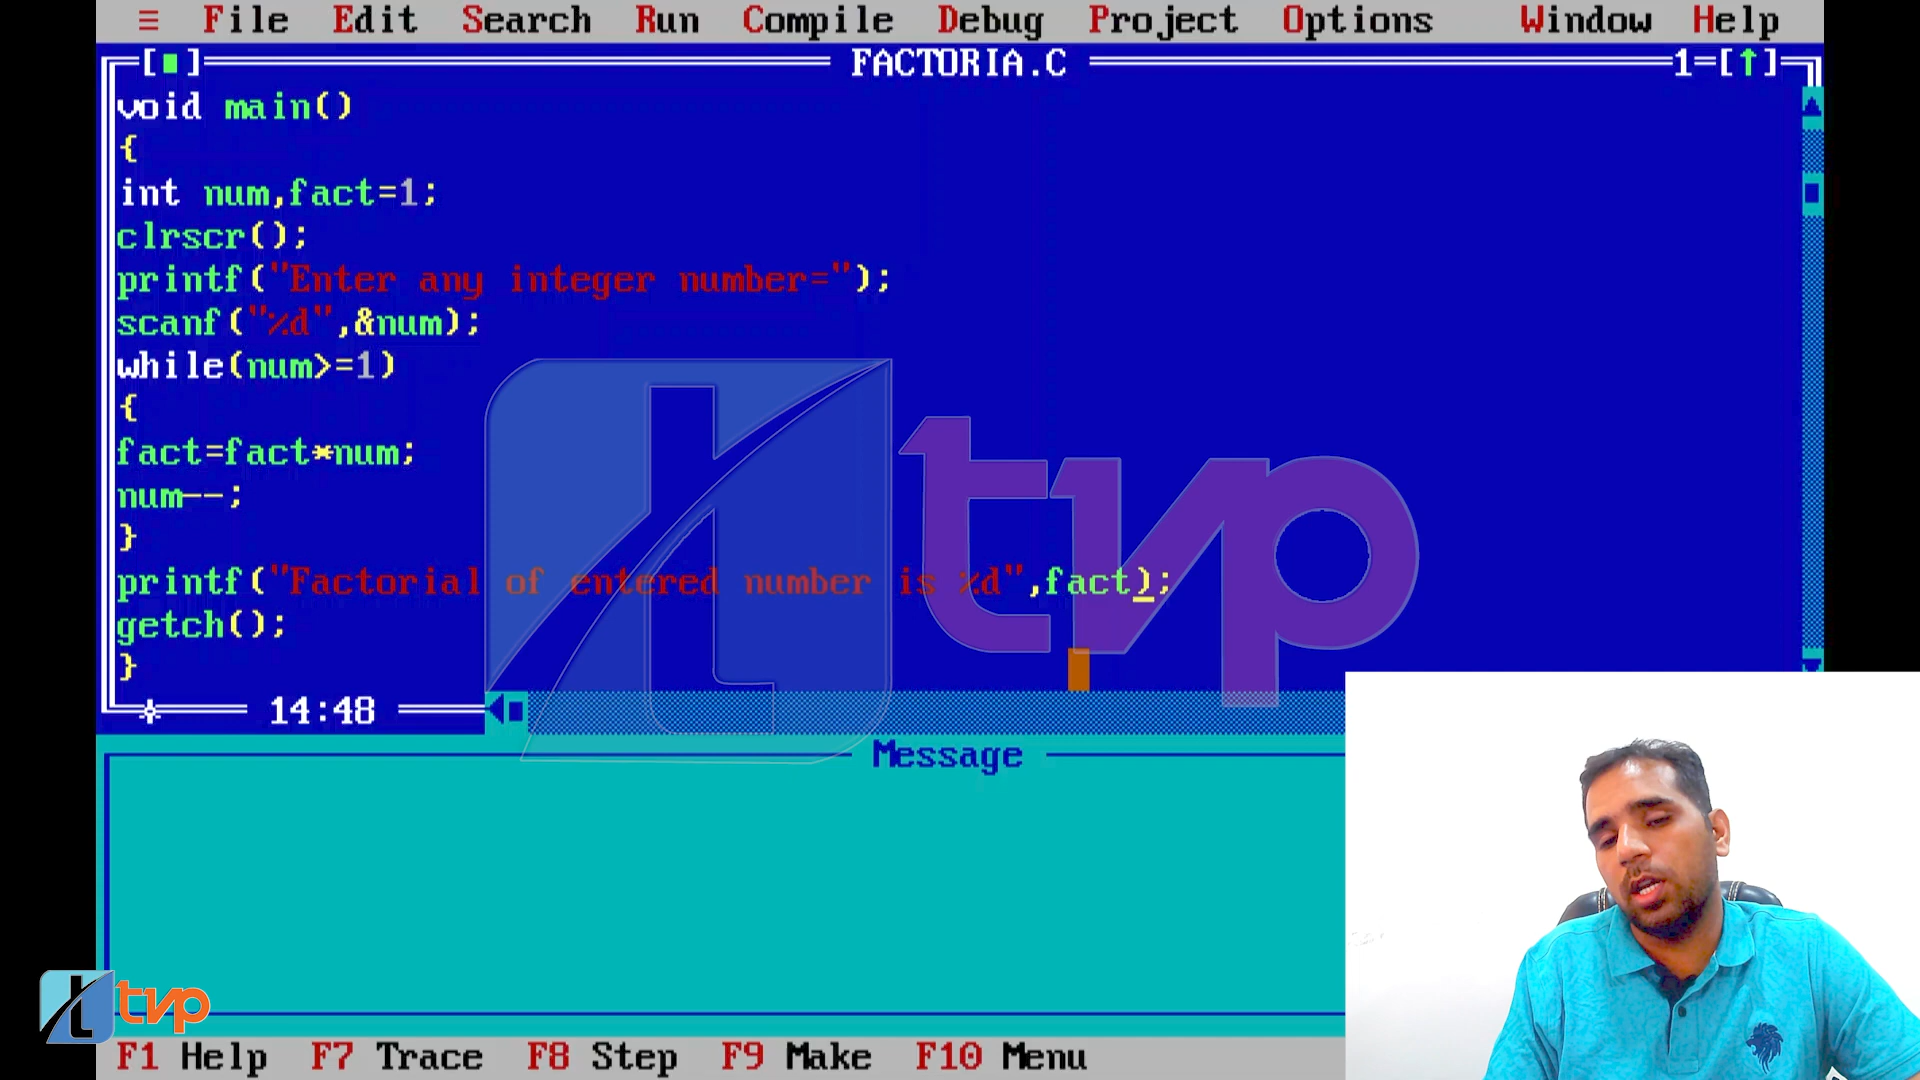 ≡ File Edit Search Run Compile Debug Project Options Window Help
[■] FACTORIA.C 1=[↑]
void main()
{
int num,fact=1;
clrscr();
printf("Enter any integer number=");
scanf("%d",&num);
while(num>=1)
{
fact=fact*num;
num--;
}
printf("Factorial of entered number is %d",fact);
getch();
}
14:48
tvp
Message
tvp
F1 Help F7 Trace F8 Step F9 Make F10 Menu